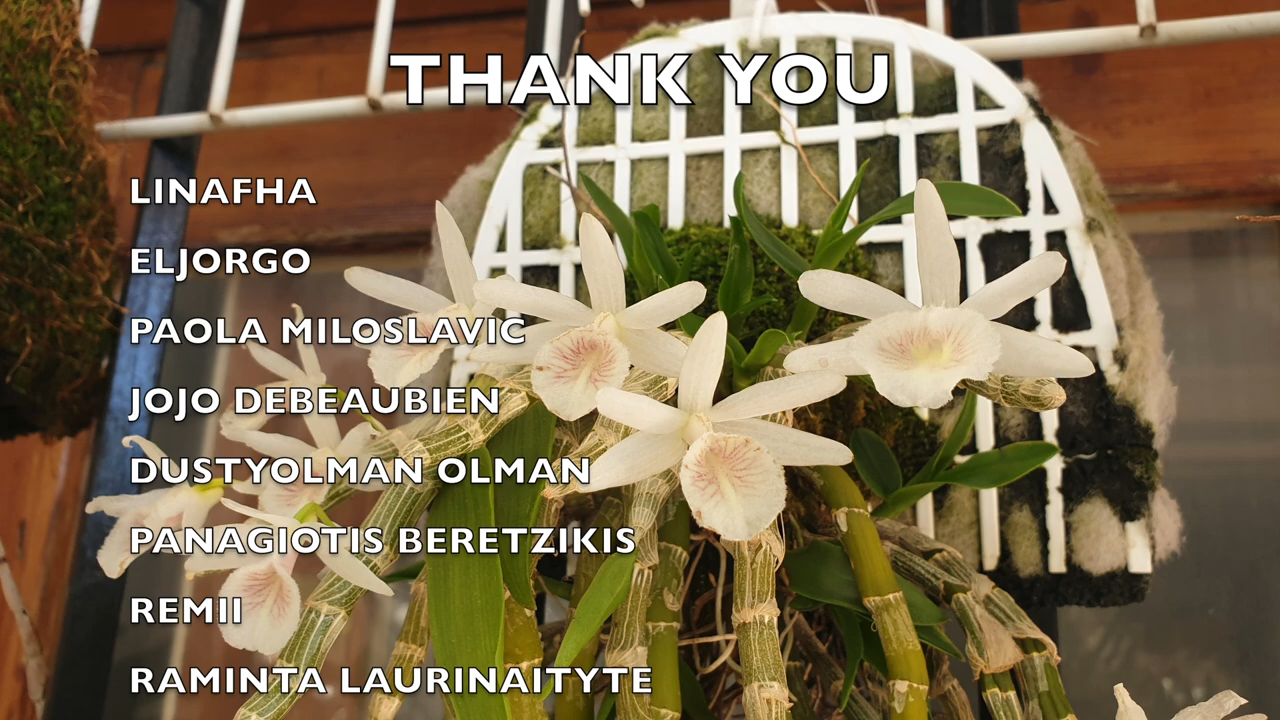 THANK YOU
LINAFHA
ELJORGO
PAOLA MILOSLAVIC
JOJO DEBEAUBIEN
DUSTYOLMAN OLMAN
PANAGIOTIS BERETZIKIS
REMII
RAMINTA LAURINAITYTE